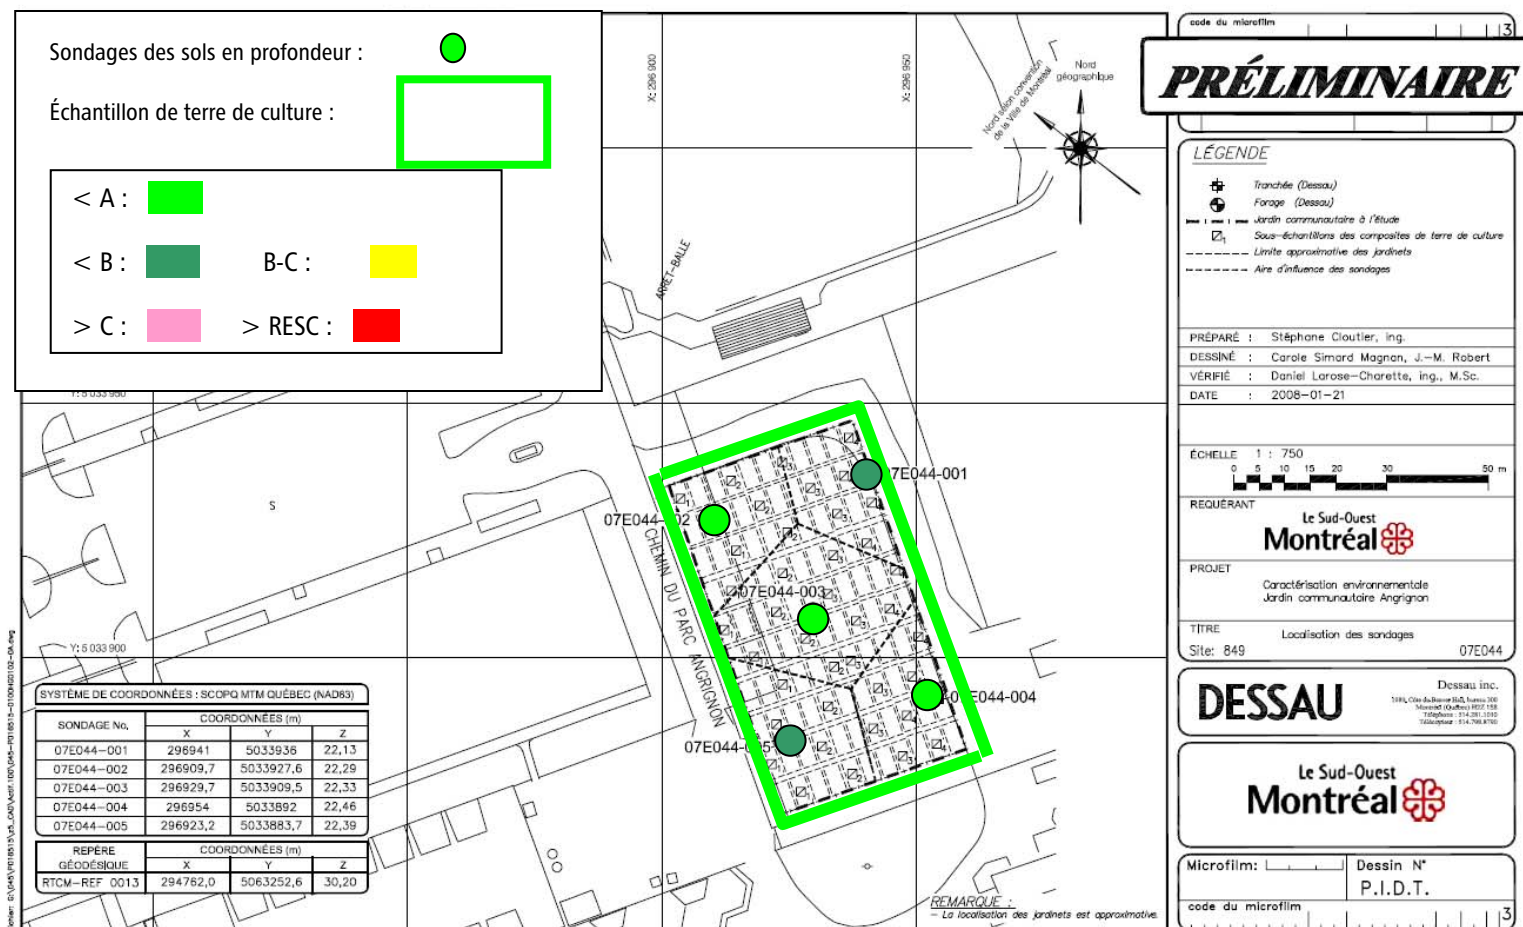 Sondages des sols en profondeur :
Échantillon de terre de culture :
< A :
< B :
B-C :
> C :
> RESC :
X: 296 900
X: 296 950
Nord géographique
Nord selon convention
de la Ville de Montréal
ARRET-BALLE
Y: 5 033 950
S
Y: 5 033 900
CHEMIN DU PARC ANGRIGNON
07E044-001
07E044-003
SYSTÈME DE COORDONNÉES : SCOPQ MTM QUÉBEC (NAD83)
SONDAGE No. COORDONNÉES (m)
X Y Z
07E044-001 296941 5033936 22,13
07E044-002 296909,7 5033927,6 22,29
07E044-003 296929,7 5033909,5 22,33
07E044-004 296954 5033892 22,46
07E044-005 296923,2 5033883,7 22,39
REPÈRE GÉODÉSIQUE COORDONNÉES (m)
X Y Z
RTCM-REF 0013 294762,0 5063252,6 30,20
REMARQUE :
- La localisation des jardinets est approximative.
code du microfilm
3
PRÉLIMINAIRE
LÉGENDE
Tranchée (Dessau)
Forage (Dessau)
Jardin communautaire à l'étude
Sous-échantillons des composites de terre de culture
Limite approximative des jardinets
Aire d'influence des sondages
PRÉPARÉ : Stéphane Cloutier, ing.
DESSINÉ : Carole Simard Magnan, J.-M. Robert
VÉRIFIÉ : Daniel Larose-Charette, ing., M.Sc.
DATE : 2008-01-21
ÉCHELLE 1 : 750
0 5 10 15 20 30 50 m
REQUÉRANT
Le Sud-Ouest
Montréal
PROJET
Caractérisation environnementale
Jardin communautaire Angrignon
TITRE
Localisation des sondages
Site: 849 07E044
DESSAU
Dessau inc.
Le Sud-Ouest
Montréal
Microfilm:
Dessin N°
P.I.D.T.
code du microfilm
3